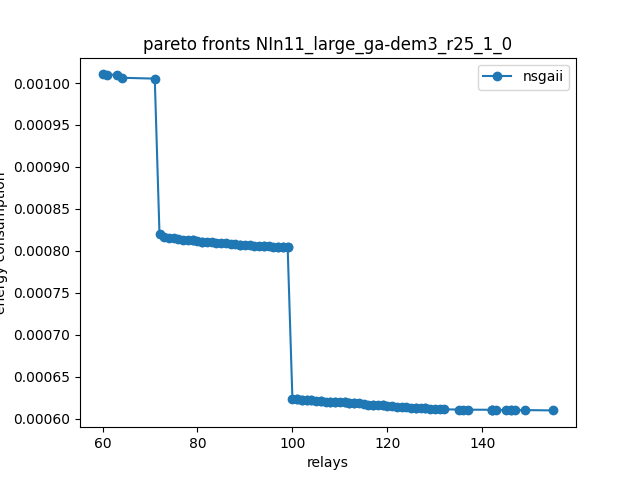 pareto fronts NIn11_large_ga-dem3_r25_1_0
nsgaii
0.00100
0.00095
0.00090
0.00085
0.00080
0.00075
0.00070
0.00065
0.00060
energy consumption
60 80 100 120 140
relays